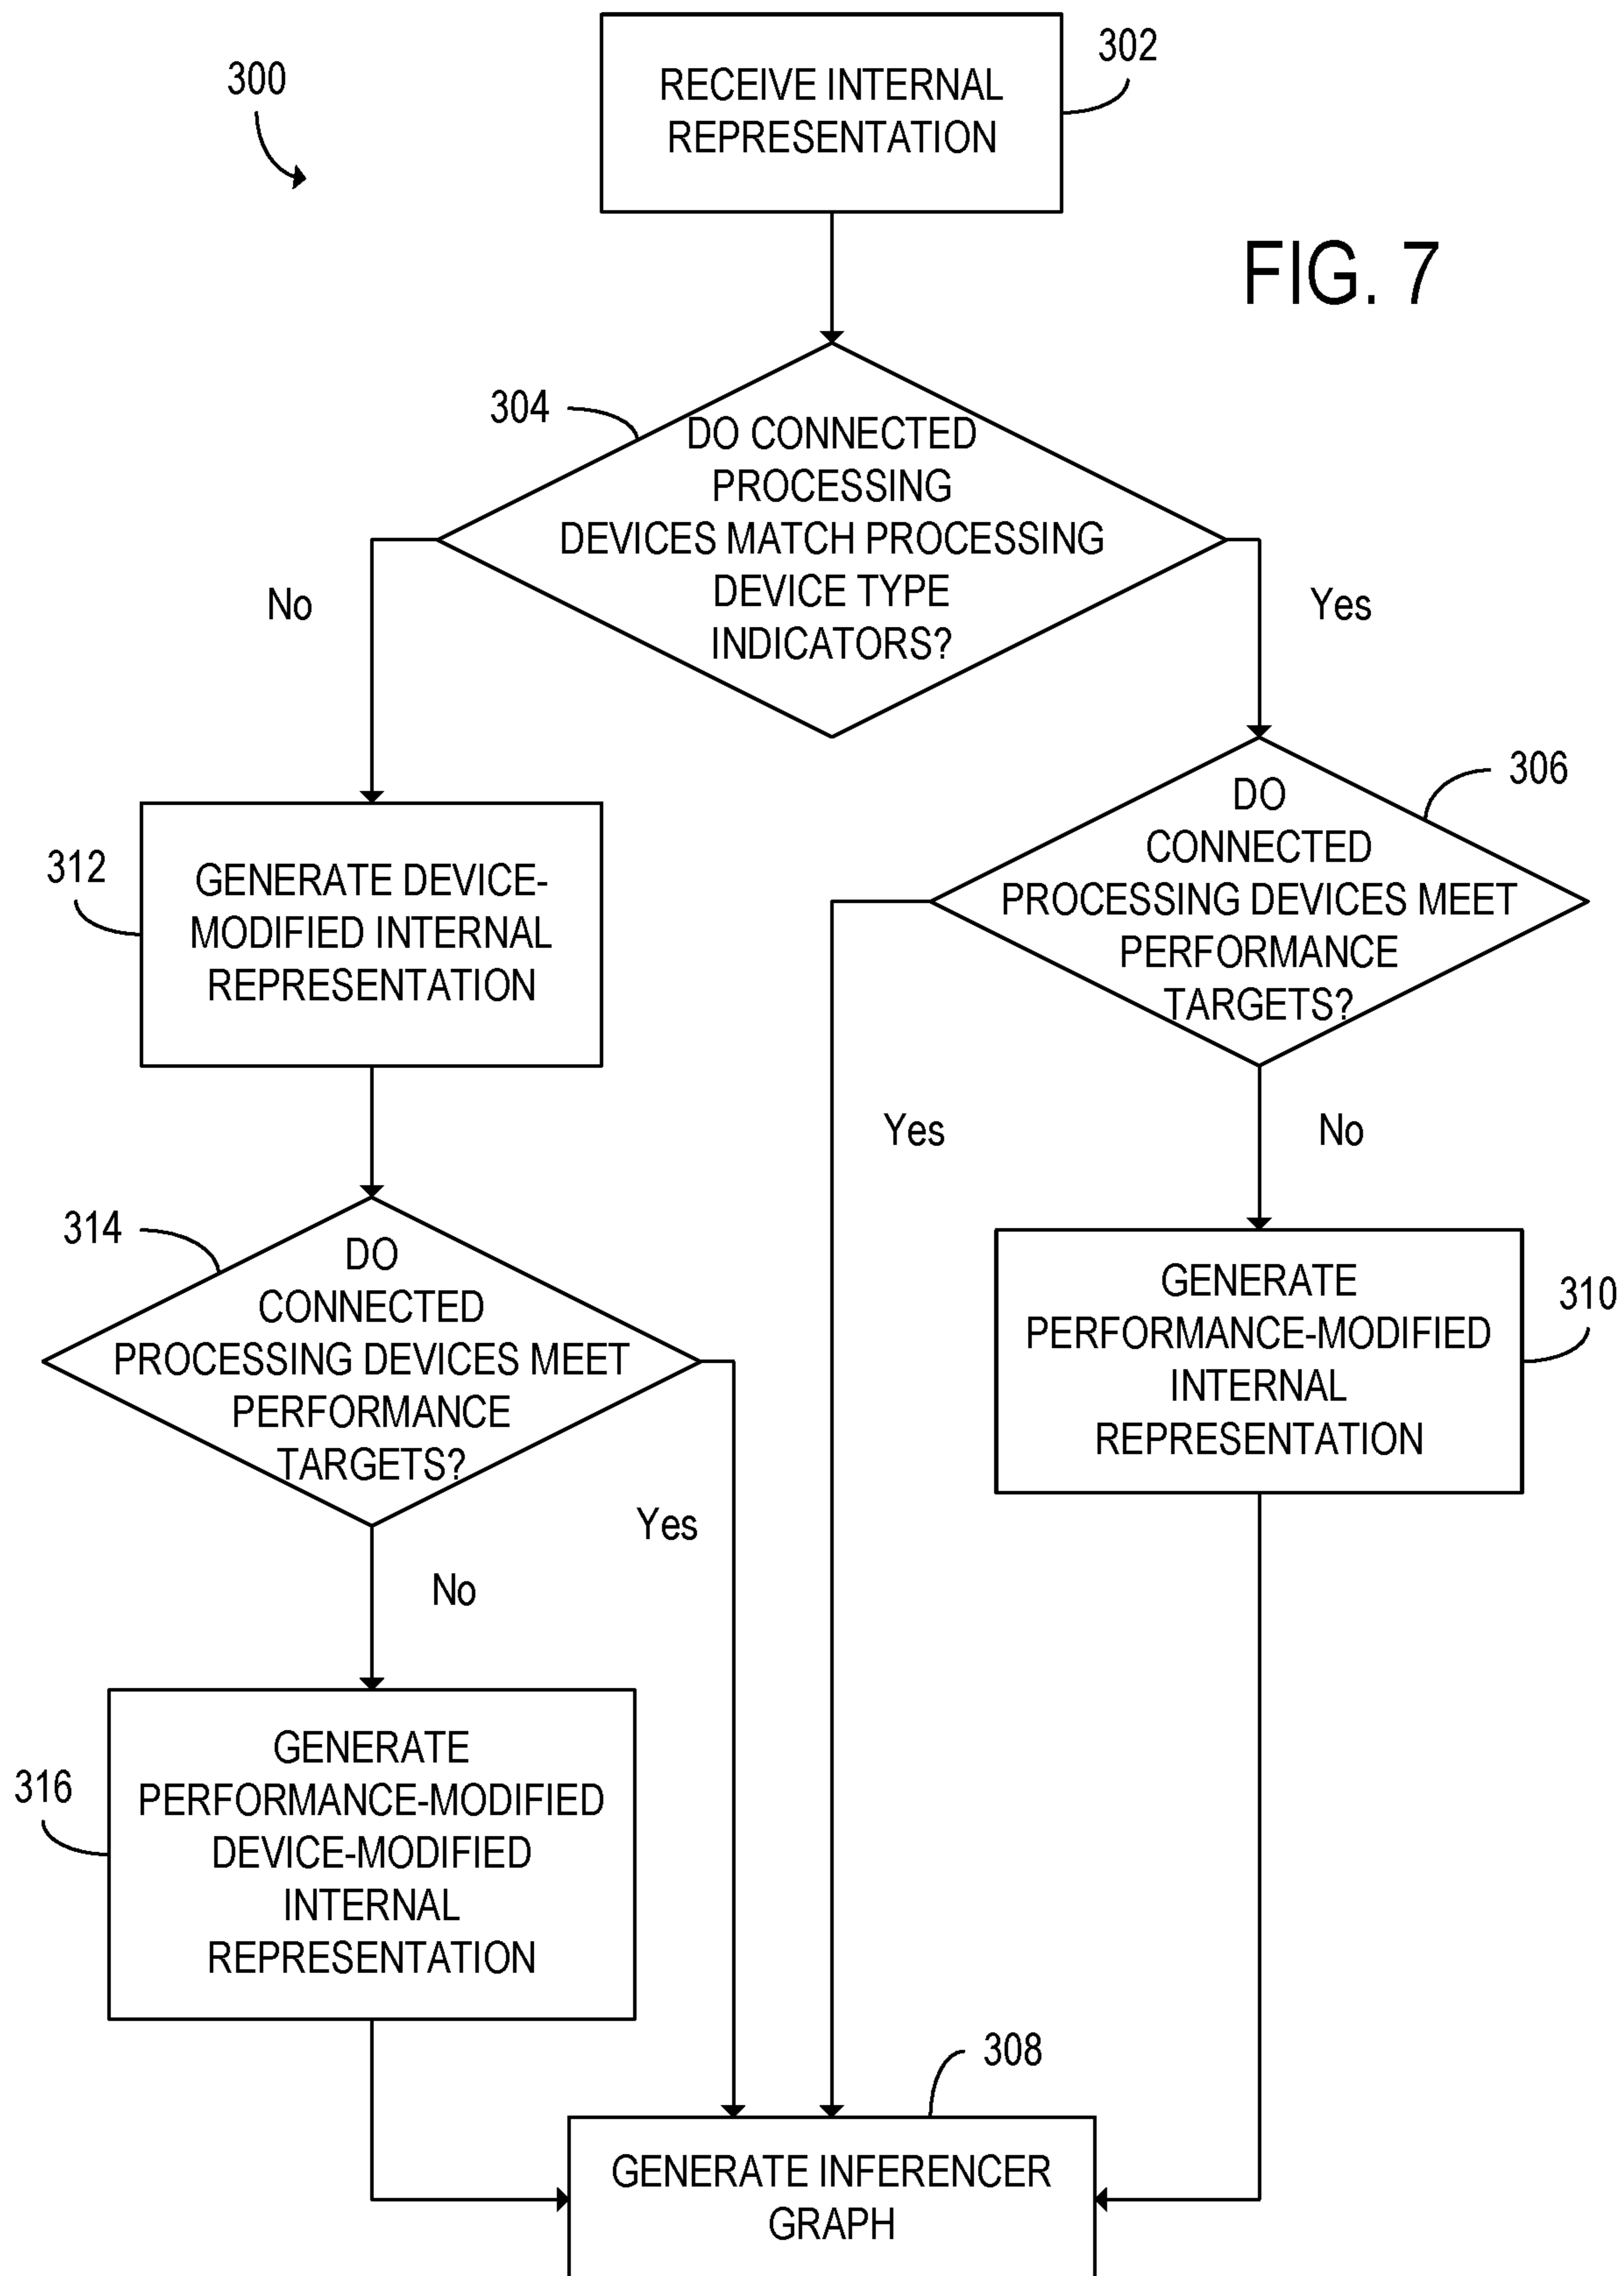 300
RECEIVE INTERNAL
REPRESENTATION
302
FIG. 7
304
DO CONNECTED
PROCESSING
DEVICES MATCH PROCESSING
DEVICE TYPE
INDICATORS?
No
Yes
306
DO
CONNECTED
PROCESSING DEVICES MEET
PERFORMANCE
TARGETS?
312
GENERATE DEVICE-
MODIFIED INTERNAL
REPRESENTATION
Yes
No
314
DO
CONNECTED
PROCESSING DEVICES MEET
PERFORMANCE
TARGETS?
310
GENERATE
PERFORMANCE-MODIFIED
INTERNAL
REPRESENTATION
Yes
No
316
GENERATE
PERFORMANCE-MODIFIED
DEVICE-MODIFIED
INTERNAL
REPRESENTATION
308
GENERATE INFERENCER
GRAPH